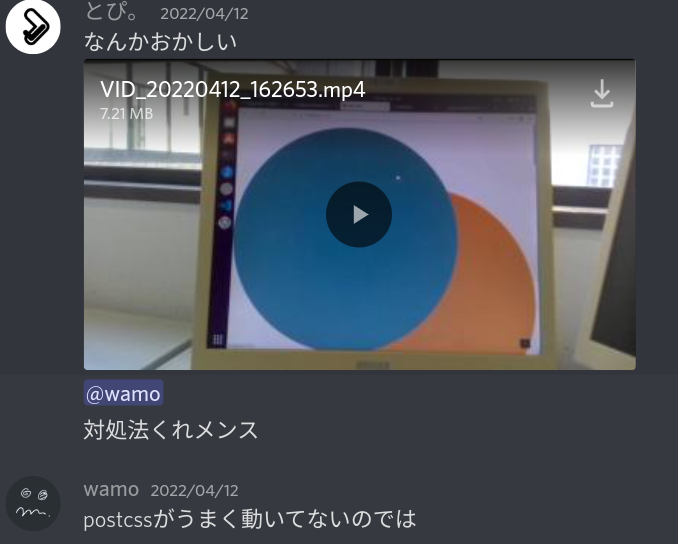 とぴ。 2022/04/12
なんかおかしい
VID_20220412_162653.mp4
7.21 MB
@wamo
対処法くれメンス
wamo 2022/04/12
postcssがうまく動いてないのでは